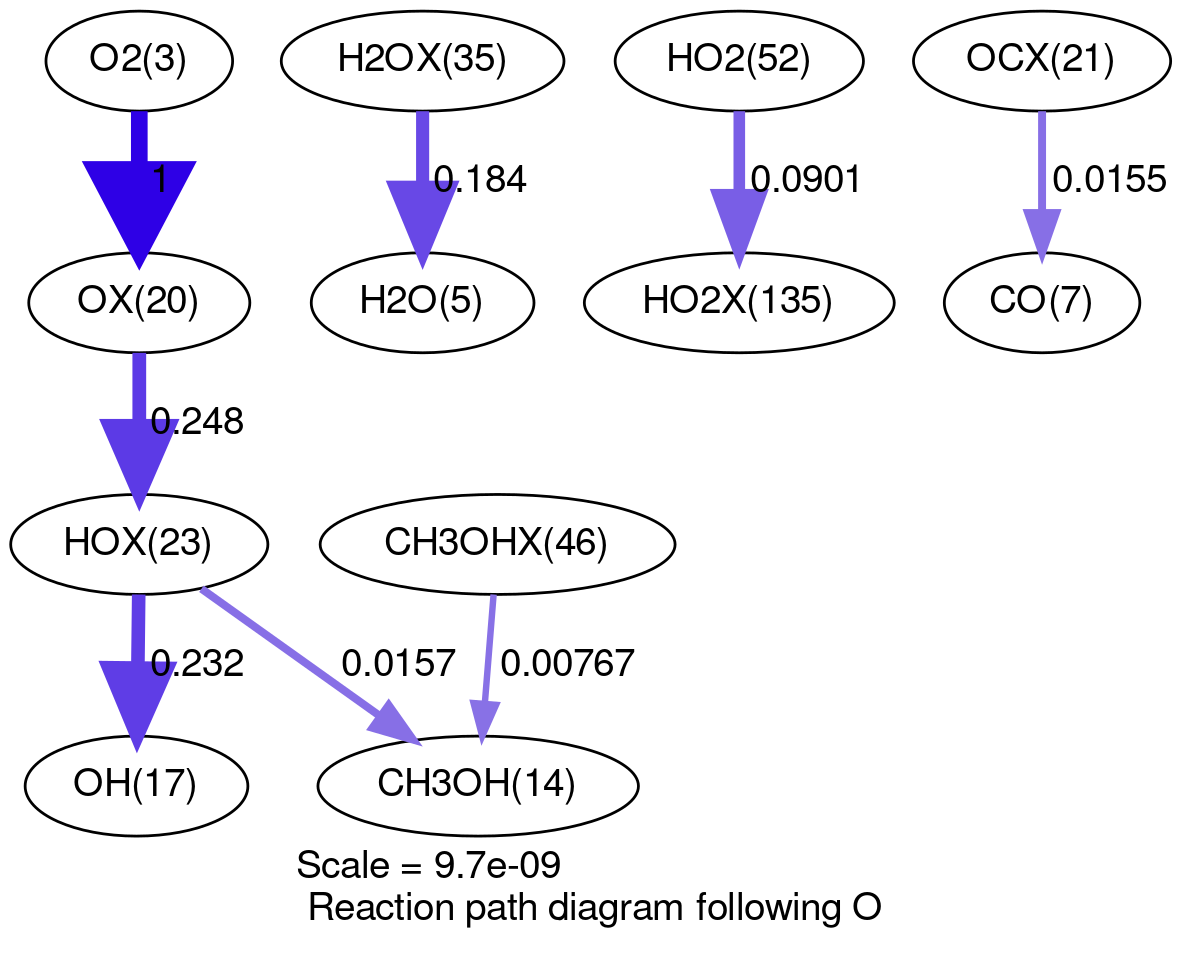 O2(3)
H2OX(35)
HO2(52)
OCX(21)
1
0.184
0.0901
0.0155
OX(20)
H2O(5)
HO2X(135)
CO(7)
0.248
HOX(23)
CH3OHX(46)
0.232
0.0157
0.00767
OH(17)
CH3OH(14)
Scale = 9.7e-09
Reaction path diagram following O